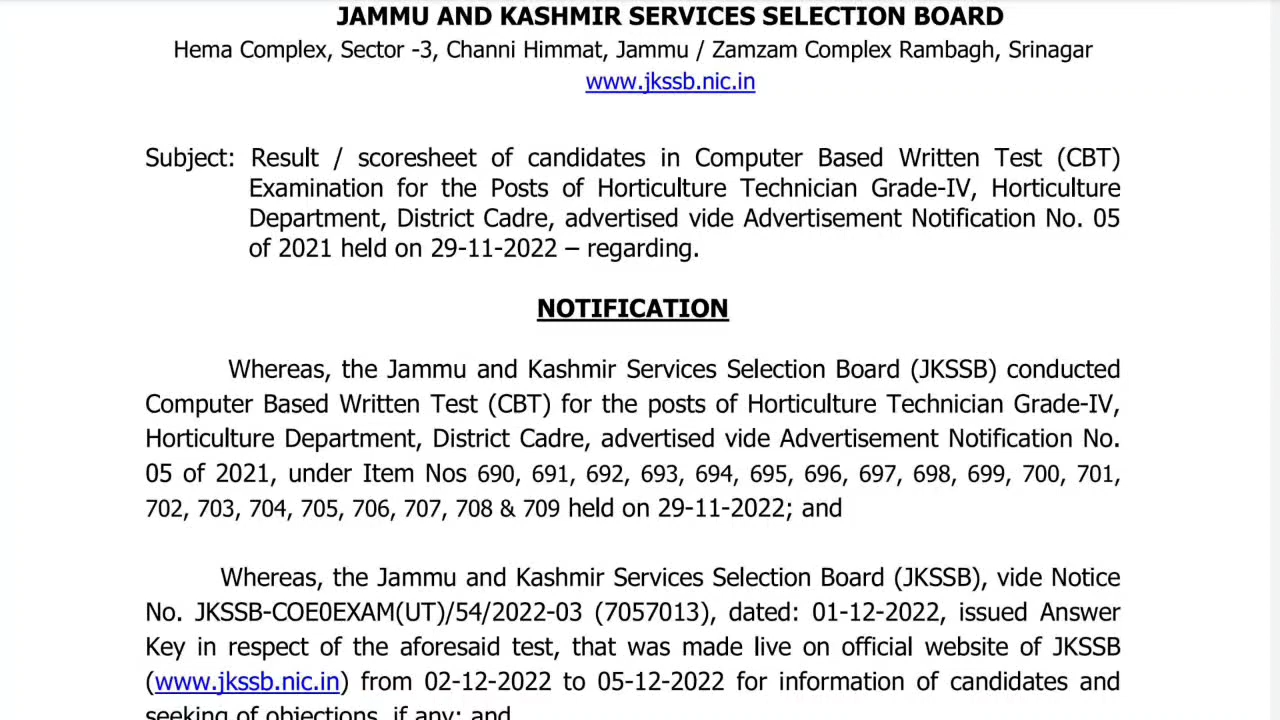 JAMMU AND KASHMIR SERVICES SELECTION BOARD
Hema Complex, Sector -3, Channi Himmat, Jammu / Zamzam Complex Rambagh, Srinagar
www.jkssb.nic.in
Subject: Result / scoresheet of candidates in Computer Based Written Test (CBT)
Examination for the Posts of Horticulture Technician Grade-IV, Horticulture
Department, District Cadre, advertised vide Advertisement Notification No. 05
of 2021 held on 29-11-2022 – regarding.
NOTIFICATION
Whereas, the Jammu and Kashmir Services Selection Board (JKSSB) conducted
Computer Based Written Test (CBT) for the posts of Horticulture Technician Grade-IV,
Horticulture Department, District Cadre, advertised vide Advertisement Notification No.
05 of 2021, under Item Nos 690, 691, 692, 693, 694, 695, 696, 697, 698, 699, 700, 701,
702, 703, 704, 705, 706, 707, 708 & 709 held on 29-11-2022; and
Whereas, the Jammu and Kashmir Services Selection Board (JKSSB), vide Notice
No. JKSSB-COE0EXAM(UT)/54/2022-03 (7057013), dated: 01-12-2022, issued Answer
Key in respect of the aforesaid test, that was made live on official website of JKSSB
(www.jkssb.nic.in) from 02-12-2022 to 05-12-2022 for information of candidates and
seeking of objections, if any; and